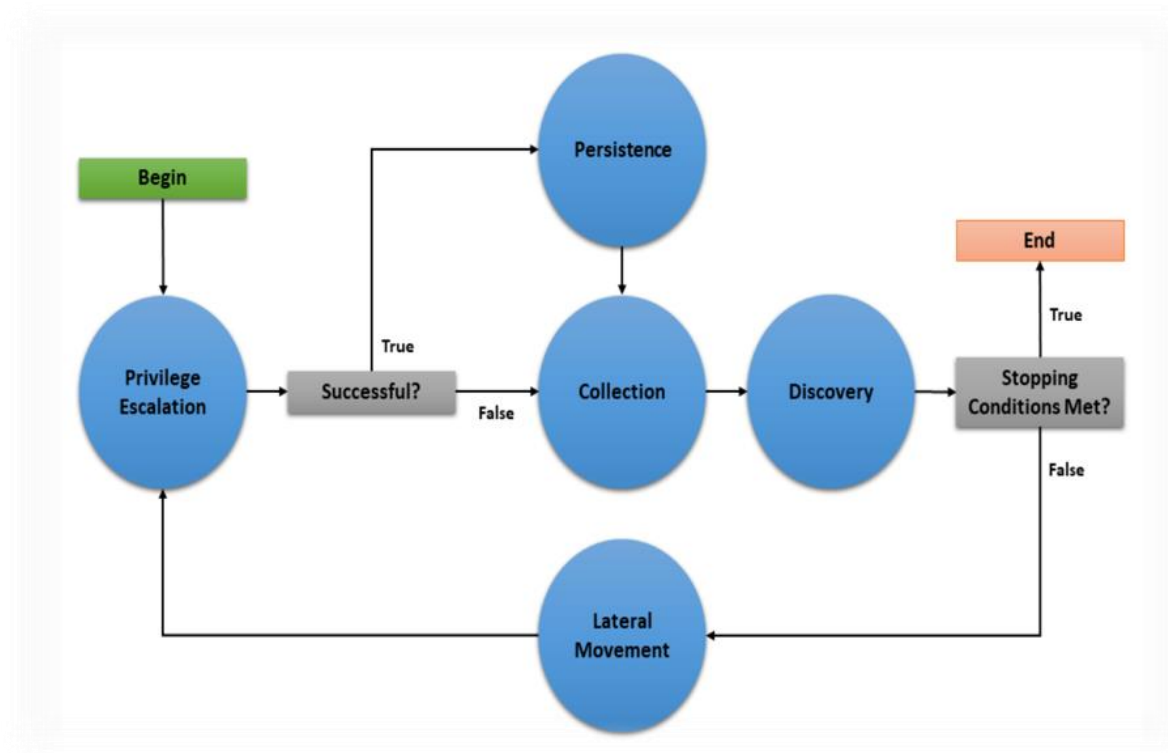 Persistence
Begin
End
True
True
Privilege
Escalation
Successful?
False
Collection
Discovery
Stopping
Conditions Met?
False
Lateral
Movement